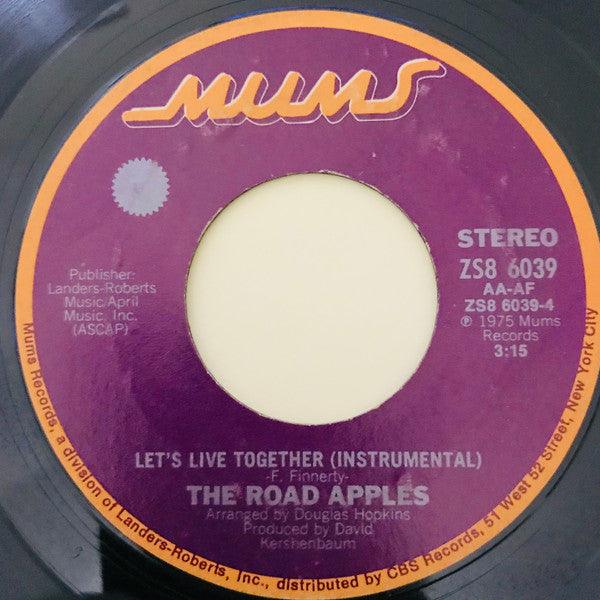 MUMS
STEREO
ZS8 6039
AA-AF
ZS8 6039-4
℗ 1975 Mums
Records
3:15
Publisher:
Landers-Roberts
Music/April
Music. Inc.
(ASCAP)
LET'S LIVE TOGETHER (INSTRUMENTAL)
-F. Finnerty-
THE ROAD APPLES
Arranged by Douglas Hopkins
Produced by David
Kershenbaum
Mums Records, a division of Landers-Roberts, Inc., distributed by CBS Records, 51 West 52 Street, New York City